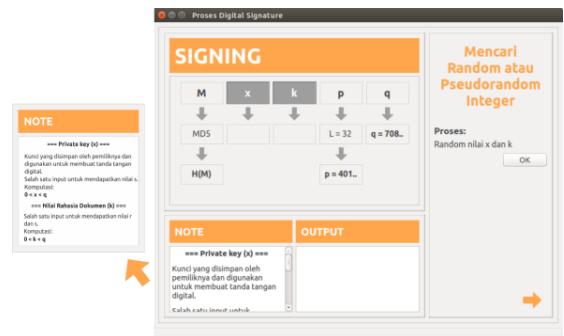 Proses Digital Signature
SIGNING
M x k p q
MD5 L = 32 q = 708..
H(M) p = 401..
Mencari
Random atau
Pseudorandom
Integer
Proses:
Random nilai x dan k
OK
NOTE
=== Private key (x) ===
Kunci yang disimpan oleh
pemiliknya dan digunakan
untuk membuat tanda tangan
digital.
Salah satu input untuk
OUTPUT
NOTE
=== Private key (x) ===
Kunci yang disimpan oleh pemiliknya dan
digunakan untuk membuat tanda tangan
digital.
Salah satu input untuk mendapatkan nilai s.
Komputasi:
0 < x < q
=== Nilai Rahasia Dokumen (k) ===
Salah satu input untuk mendapatkan nilai r
dan s.
Komputasi:
0 < k < q